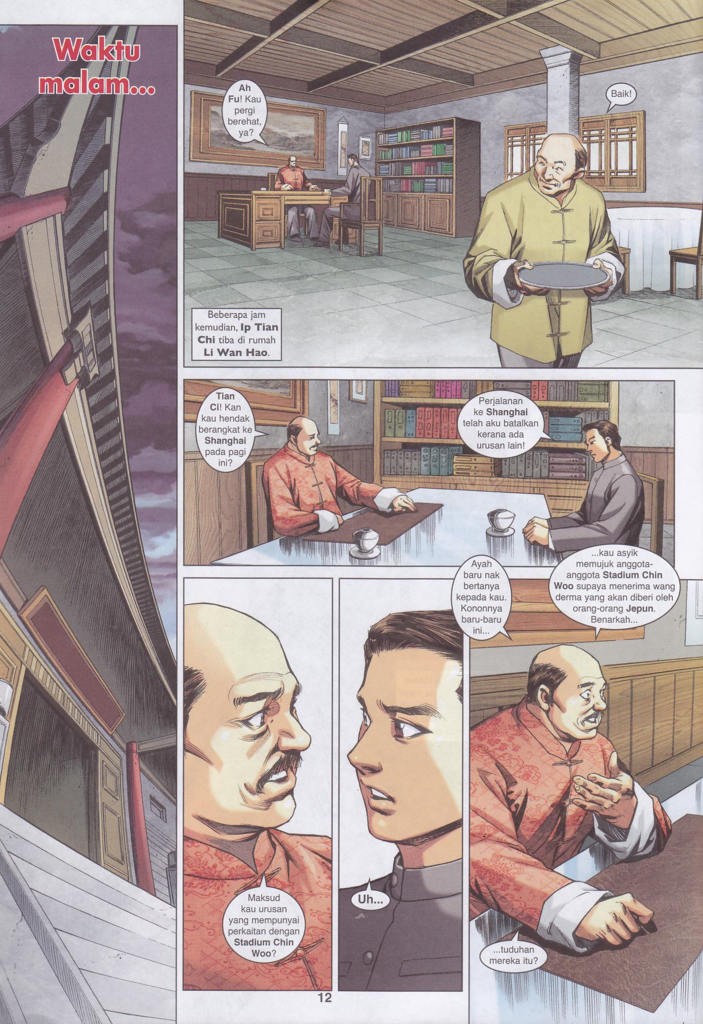 Waktu
malam...
Ah
Fu! Kau
pergi
berehat,
ya?
Baik!
Beberapa jam
kemudian, Ip Tian
Chi tiba di rumah
Li Wan Hao.
Tian
Ci! Kan
kau hendak
berangkat ke
Shanghai
pada pagi
ini?
Perjalanan
ke Shanghai
telah aku batalkan
kerana ada
urusan lain!
Maksud
kau urusan
yang mempunyai
perkaitan dengan
Stadium Chin
Woo?
Uh...
Ayah
baru nak
bertanya
kepada kau.
Kononnya
baru-baru
ini...
...kau asyik
memujuk anggota-
anggota Stadium Chin
Woo supaya menerima wang
derma yang akan diberi oleh
orang-orang Jepun.
Benarkah...
...tuduhan
mereka itu?
12